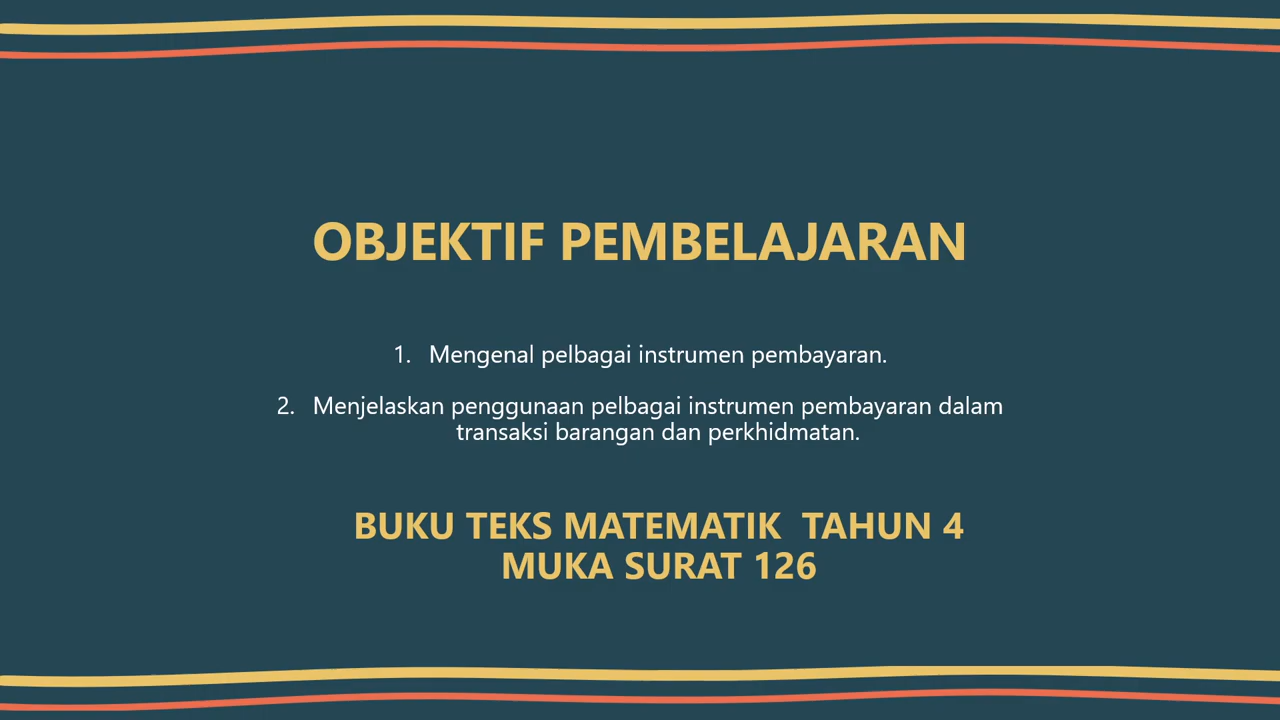 OBJEKTIF PEMBELAJARAN
1. Mengenal pelbagai instrumen pembayaran.
2. Menjelaskan penggunaan pelbagai instrumen pembayaran dalam
transaksi barangan dan perkhidmatan.
BUKU TEKS MATEMATIK TAHUN 4
MUKA SURAT 126